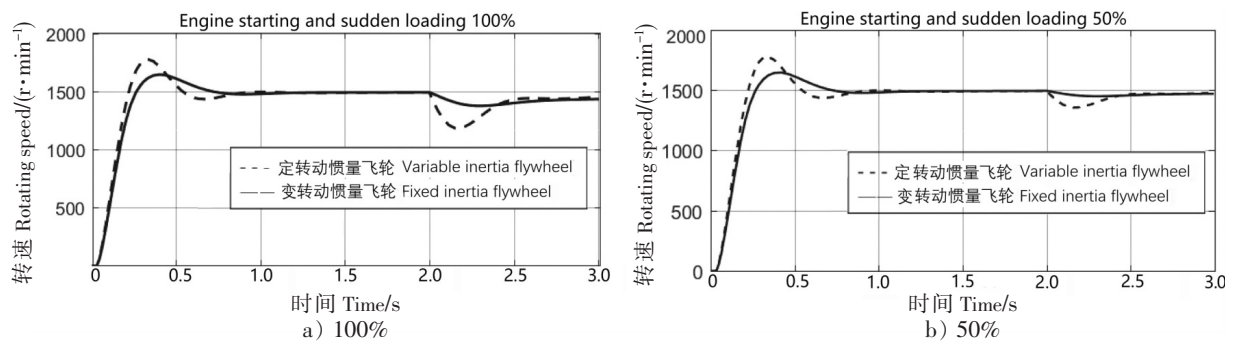 Engine starting and sudden loading 100%
转速 Rotating speed/(r·min⁻¹)
2000
1500
1000
500
0
0.5
1.0
1.5
2.0
2.5
3.0
定转动惯量飞轮 Variable inertia flywheel
变转动惯量飞轮 Fixed inertia flywheel
时间 Time/s
a) 100%
Engine starting and sudden loading 50%
转速 Rotating speed/(r·min⁻¹)
2000
1500
1000
500
0
0
0.5
1.0
1.5
2.0
2.5
3.0
定转动惯量飞轮 Variable inertia flywheel
变转动惯量飞轮 Fixed inertia flywheel
时间 Time/s
b) 50%